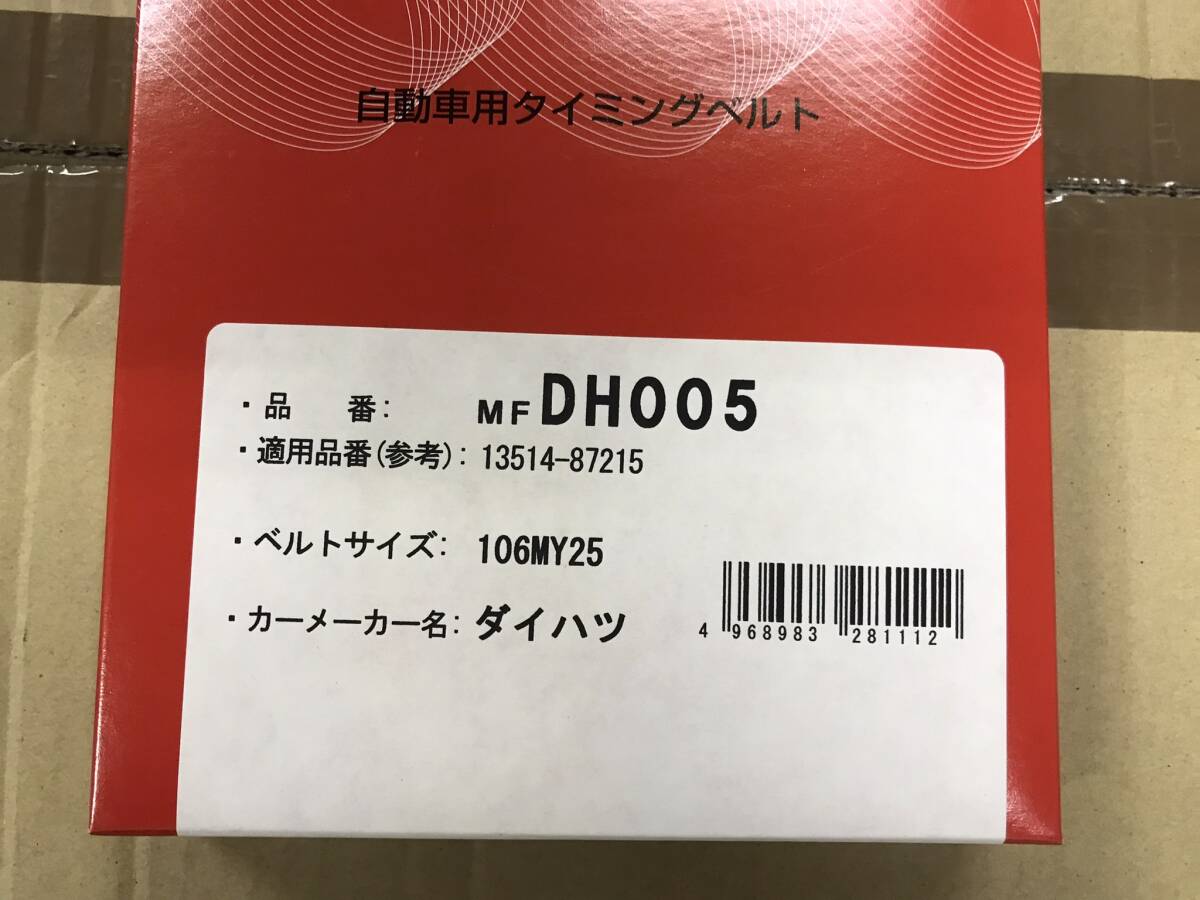 自動車用タイミングベルト
・品　番: MF DH005
・適用品番(参考): 13514-87215
・ベルトサイズ: 106MY25
・カーメーカー名: ダイハツ
4 968983 281112